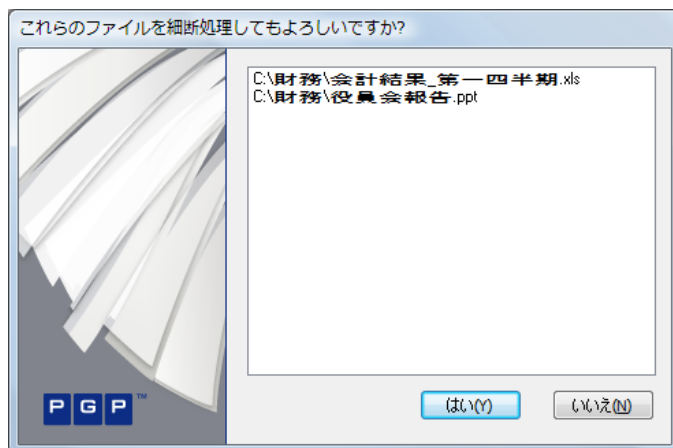 これらのファイルを細断処理してもよろしいですか?
C:\財務\会計結果_第一四半期.xls
C:\財務\役員会報告.ppt
PGP™
はい(Y)
いいえ(N)